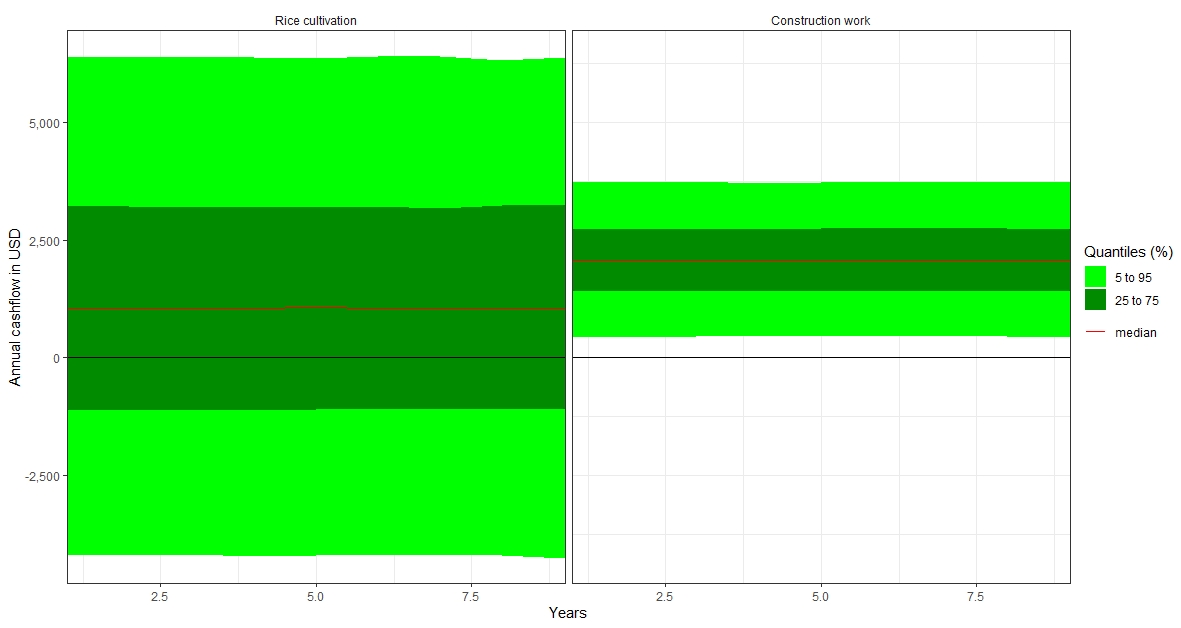 Rice cultivation
Construction work
Annual cashflow in USD
5,000
2,500
0
-2,500
2.5
5.0
7.5
2.5
5.0
7.5
Years
Quantiles (%)
5 to 95
25 to 75
median